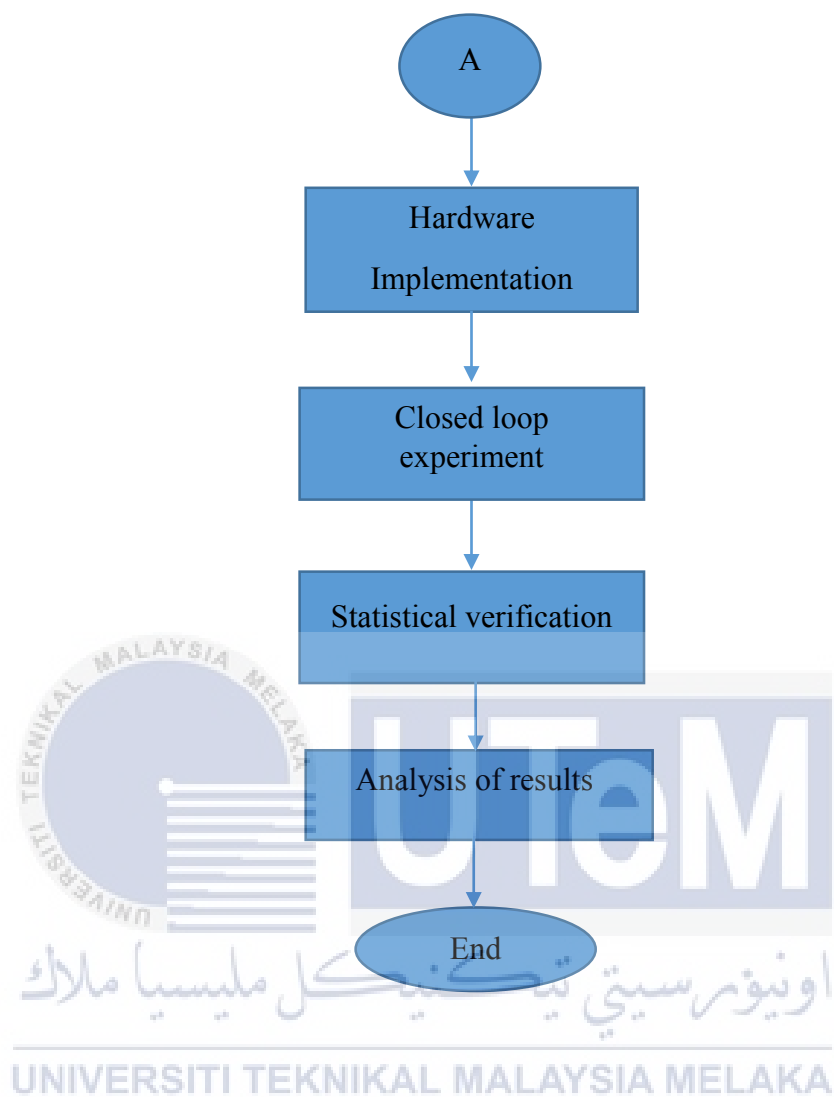 A
Hardware
Implementation
Closed loop
experiment
Statistical verification
UNIVERSITI TEKNIKAL MALAYSIA MELAKA
UTeM
Analysis of results
End
اونيۏرسيتي تيكنيكل مليسيا ملاك
UNIVERSITI TEKNIKAL MALAYSIA MELAKA